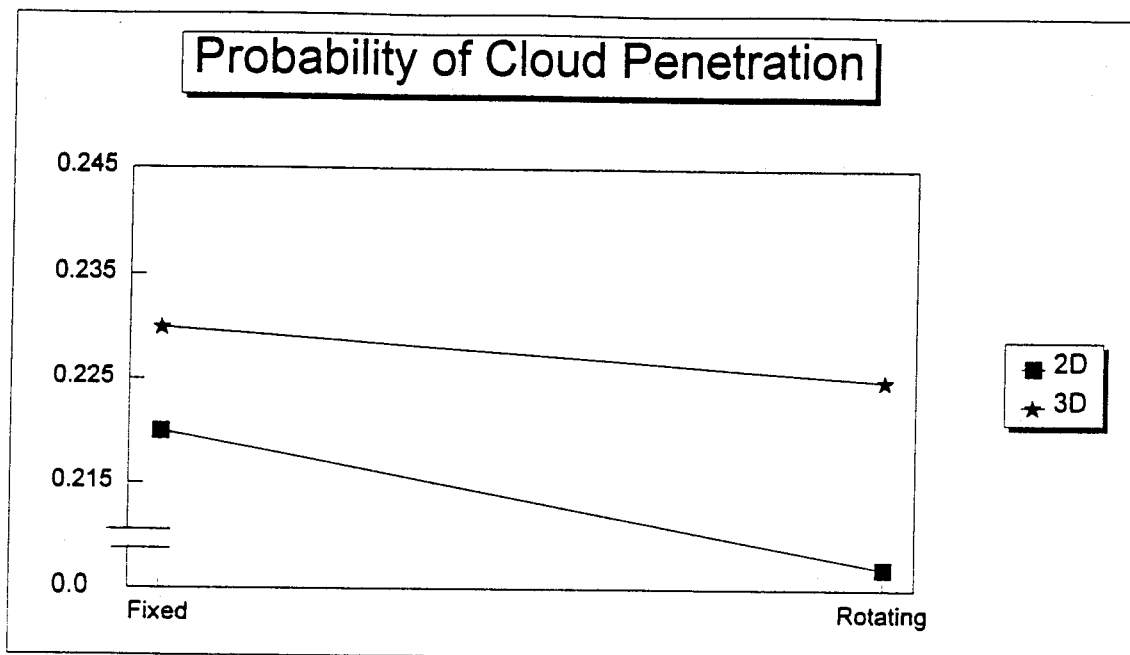 Probability of Cloud Penetration
0.245
0.235
0.225
0.215
0.0
Fixed
Rotating
2D
3D